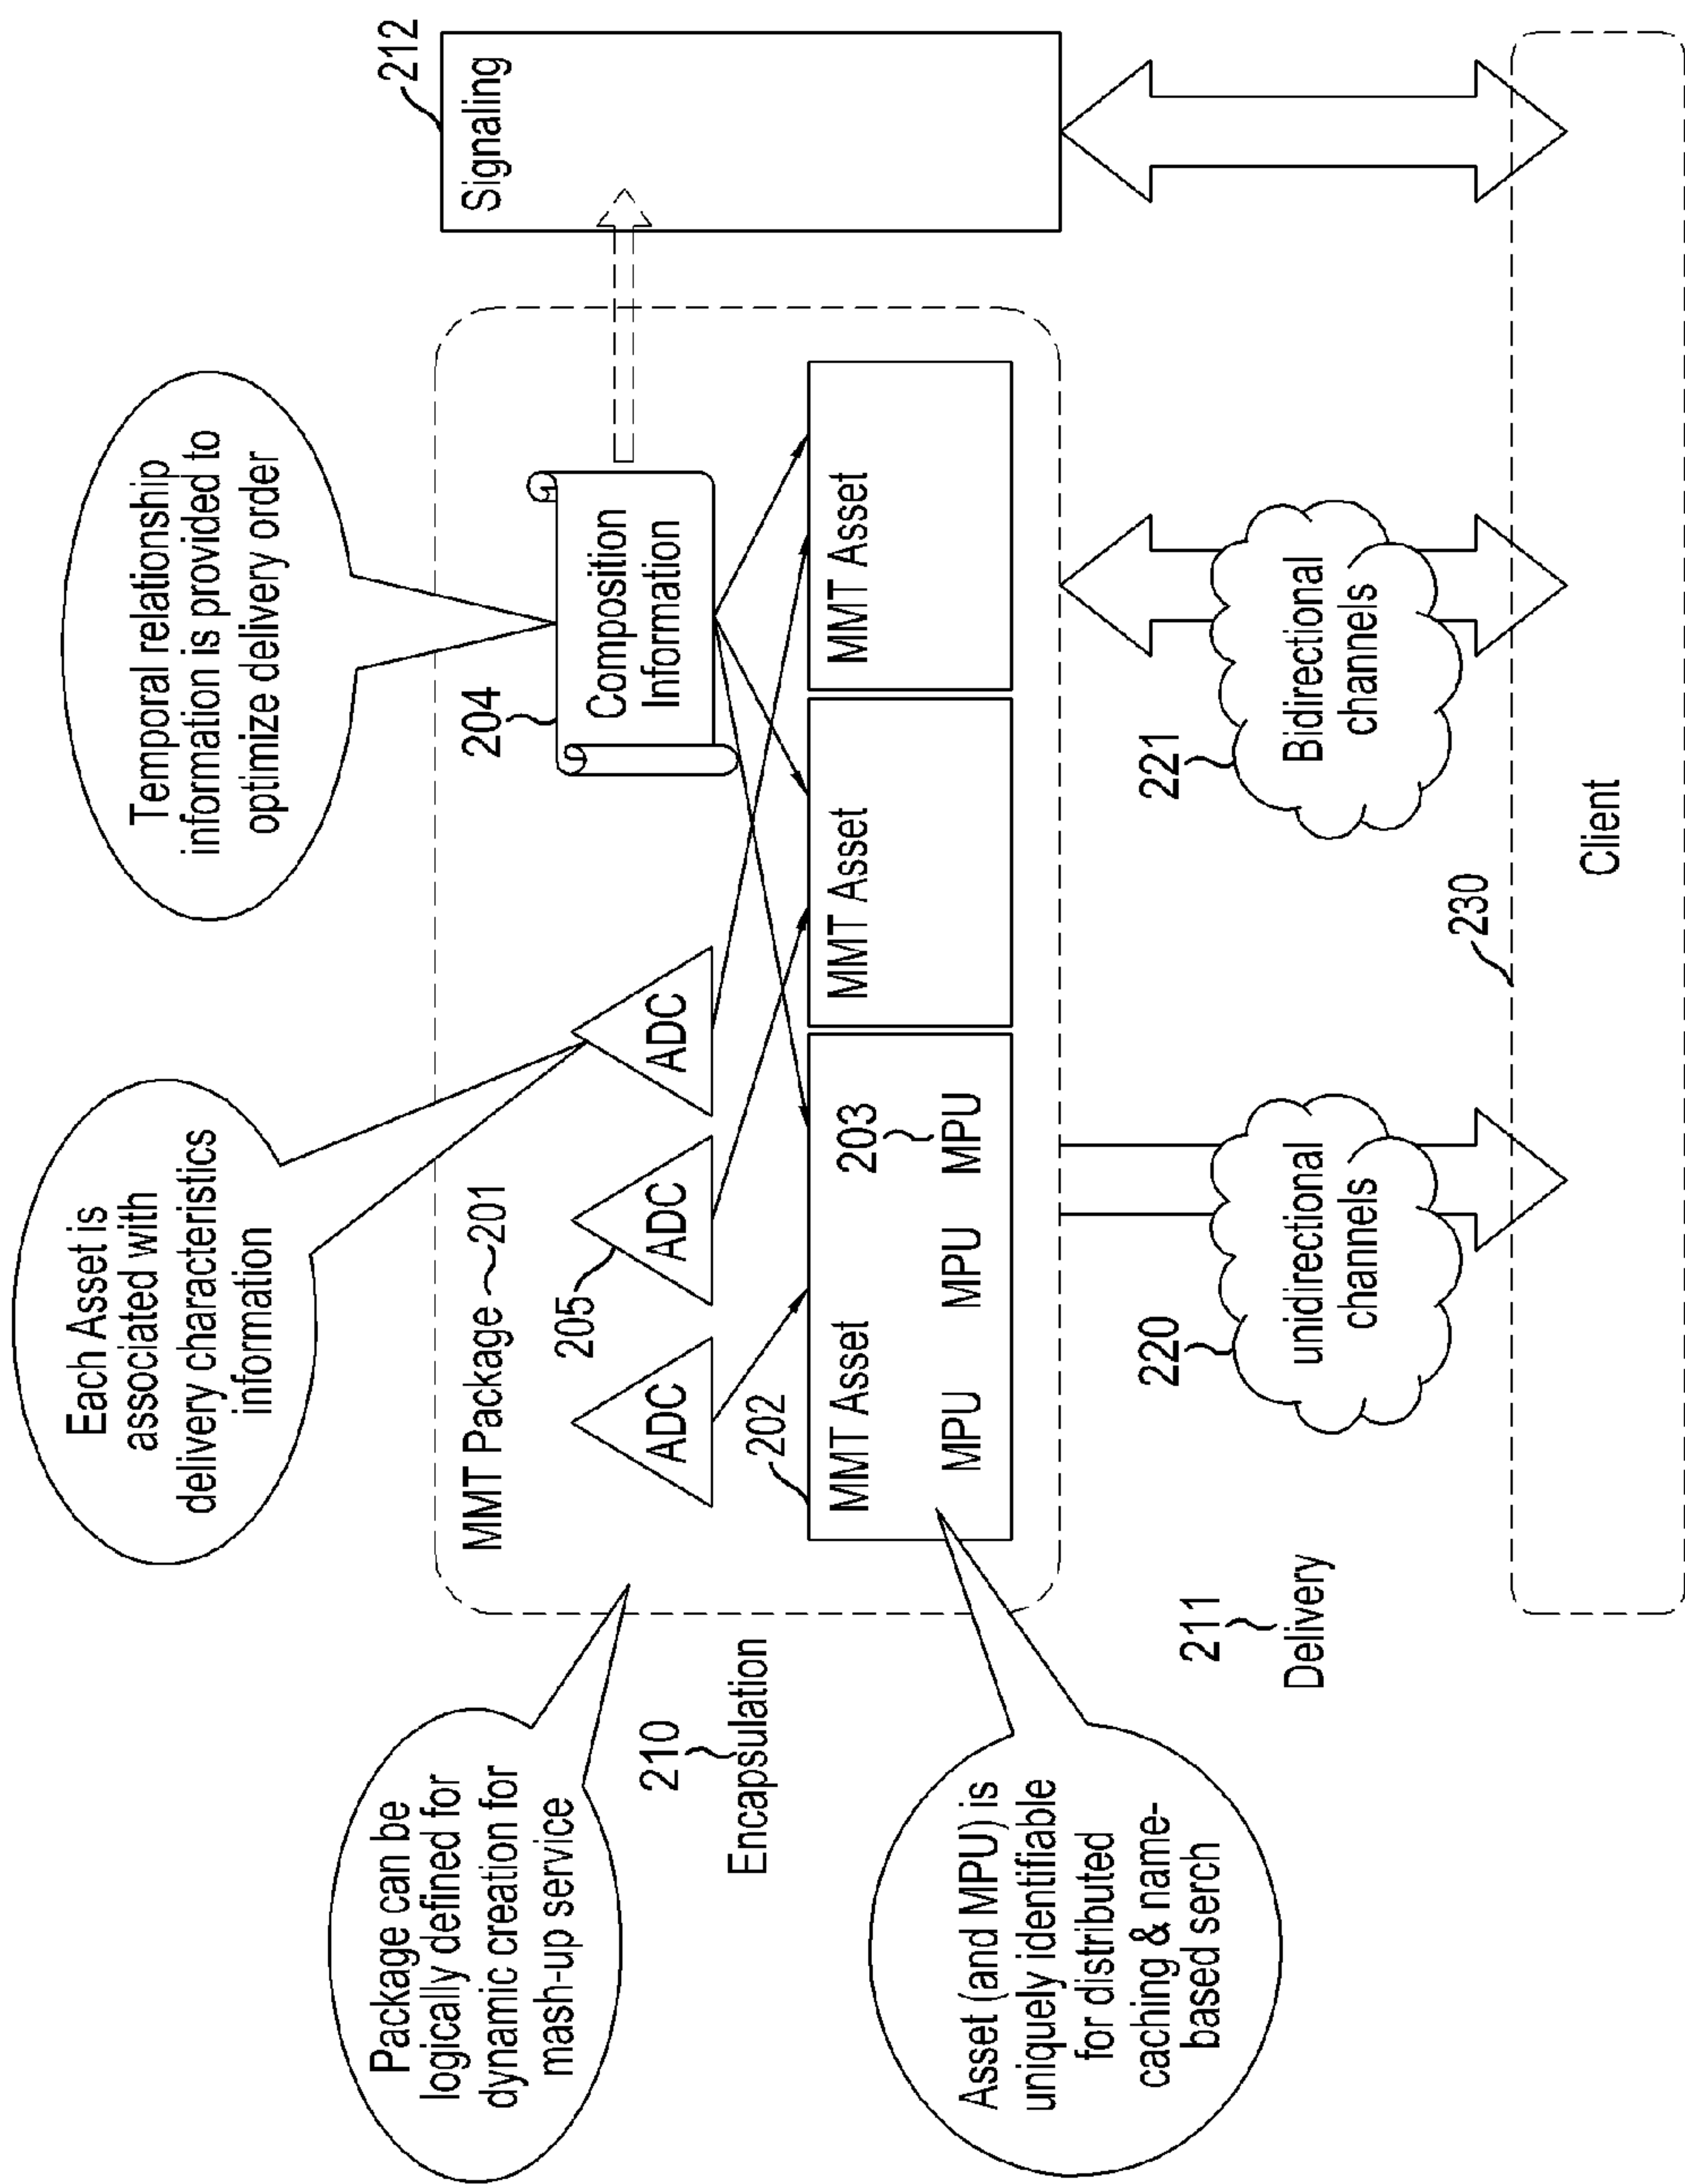 Package can be
logically defined for
dynamic creation for
mash-up service
Each Asset is
associated with
delivery characteristics
information
Temporal relationship
information is provided to
optimize delivery order
210
Encapsulation
MMT Package ~201
205
ADC
ADC
ADC
204
Composition
Information
212
Signaling
202
MMT Asset
203
MPU
MPU
MPU
MMT Asset
MMT Asset
Asset (and MPU) is
uniquely identifiable
for distributed
caching & name-
based serch
211
Delivery
220
unidirectional
channels
221
Bidirectional
channels
230
Client